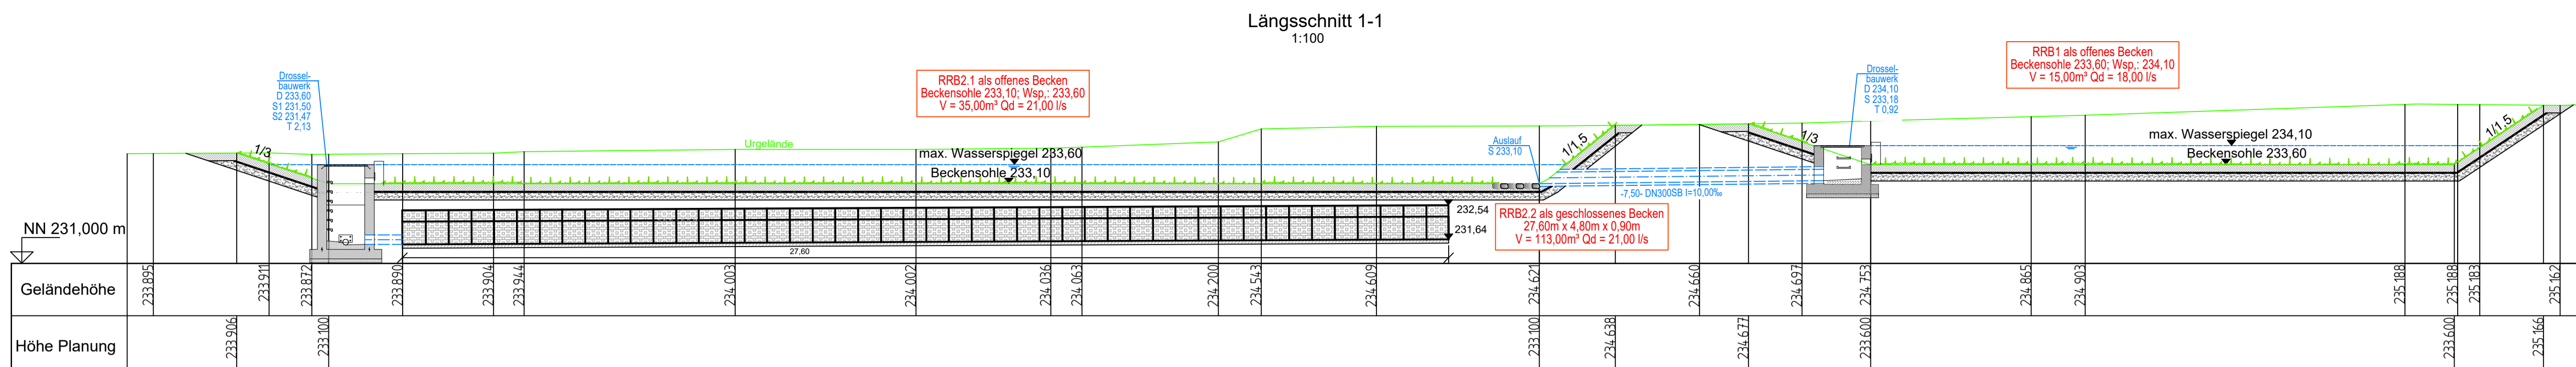 Längsschnitt 1-1
1:100
Drossel-
bauwerk
D 233,60
S1 231,50
S2 231,47
T 2,13
RRB2.1 als offenes Becken
Beckensohle 233,10; Wsp,: 233,60
V = 35,00m³ Qd = 21,00 l/s
Drossel-
bauwerk
D 234,10
S 233,18
T 0,92
RRB1 als offenes Becken
Beckensohle 233,60; Wsp,: 234,10
V = 15,00m³ Qd = 18,00 l/s
1/3
Urgelände
max. Wasserspiegel 233,60
Beckensohle 233,10
Auslauf
S 233,10
1/1,5
1/3
max. Wasserspiegel 234,10
Beckensohle 233,60
1/1,5
-7,50- DN300SB I=10,00‰
232,54
231,64
RRB2.2 als geschlossenes Becken
27,60m x 4,80m x 0,90m
V = 113,00m³ Qd = 21,00 l/s
27,60
NN 231,000 m
Geländehöhe
233.895
233.911
233.872
233.890
233.904
233.944
234.003
234.002
234.036
234.063
234.200
234.543
234.609
234.621
234.660
234.697
234.753
234.865
234.903
235.188
235.188
235.183
235.162
Höhe Planung
233.906
233.100
233.100
234.638
234.677
233.600
233.600
235.166